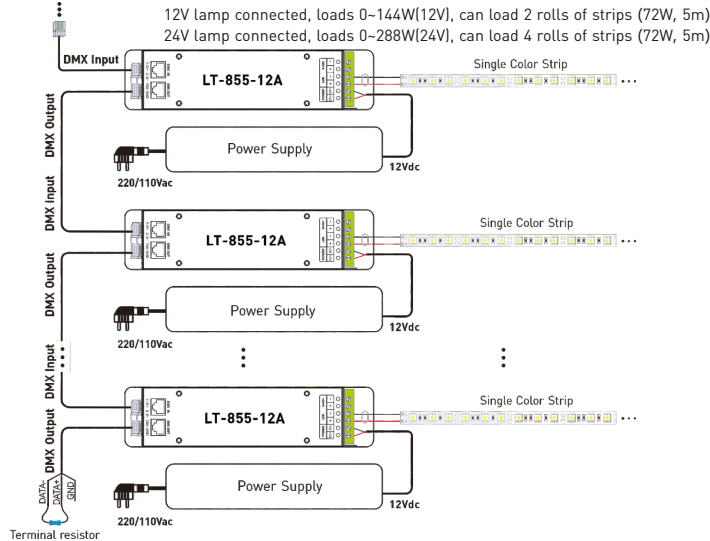 12V lamp connected, loads 0~144W(12V), can load 2 rolls of strips (72W, 5m)
24V lamp connected, loads 0~288W(24V), can load 4 rolls of strips (72W, 5m)
DMX Input
LT-855-12A
Single Color Strip
DMX Output
Power Supply
12Vdc
220/110Vac
DMX Input
LT-855-12A
Single Color Strip
DMX Output
Power Supply
12Vdc
220/110Vac
DMX Input
LT-855-12A
Single Color Strip
DMX Output
Power Supply
12Vdc
220/110Vac
DATA-
DATA+
GND
Terminal resistor